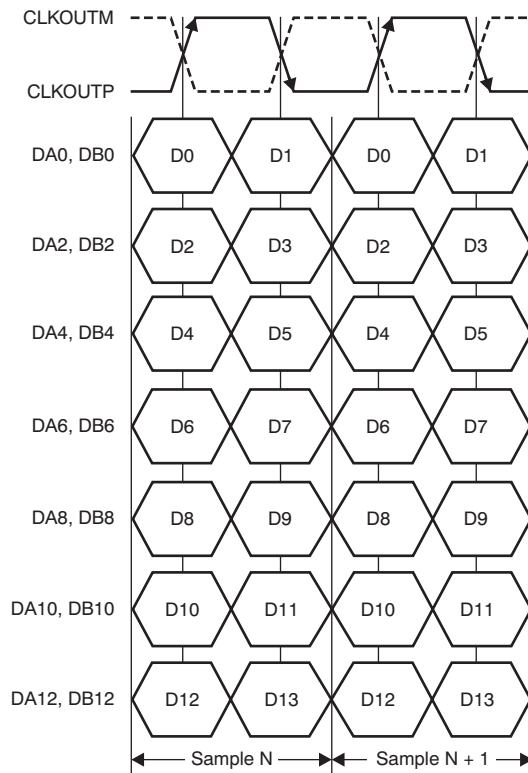 CLKOUTM
CLKOUTP
DA0, DB0 D0 D1 D0 D1
DA2, DB2 D2 D3 D2 D3
DA4, DB4 D4 D5 D4 D5
DA6, DB6 D6 D7 D6 D7
DA8, DB8 D8 D9 D8 D9
DA10, DB10 D10 D11 D10 D11
DA12, DB12 D12 D13 D12 D13
Sample N Sample N + 1